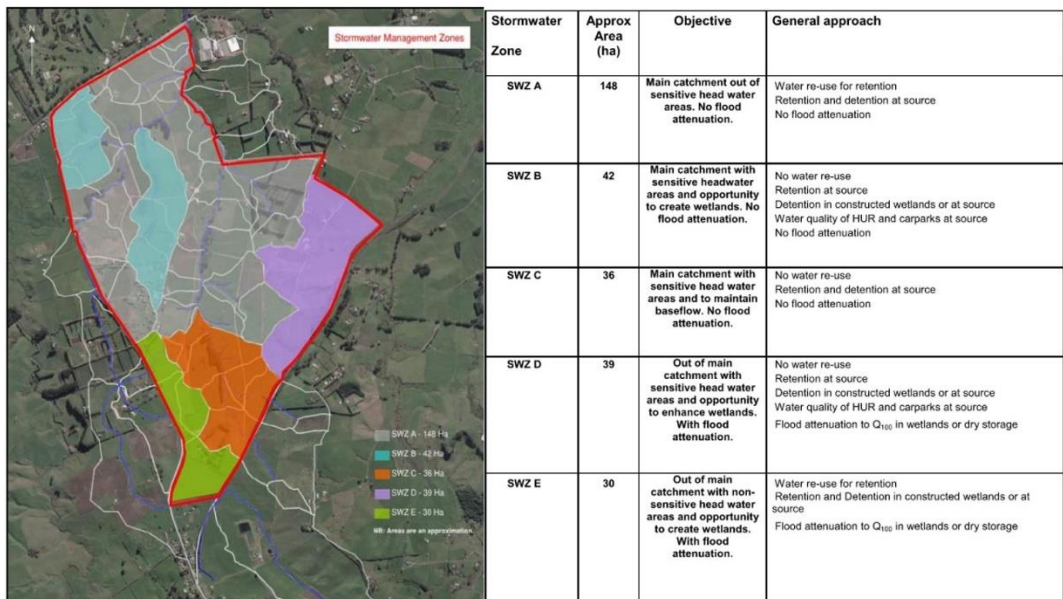 N
Stormwater Management Zones
SWZ A - 148 Ha
SWZ B - 42 Ha
SWZ C - 36 Ha
SWZ D - 39 Ha
SWZ E - 30 Ha
NB: Areas are an approximation.
Stormwater
Zone
Approx
Area
(ha)
Objective
General approach
SWZ A
148
Main catchment out of
sensitive head water
areas. No flood
attenuation.
Water re-use for retention
Retention and detention at source
No flood attenuation
SWZ B
42
Main catchment with
sensitive headwater
areas and opportunity
to create wetlands. No
flood attenuation.
No water re-use
Retention at source
Detention in constructed wetlands or at source
Water quality of HUR and carparks at source
No flood attenuation
SWZ C
36
Main catchment with
sensitive head water
areas and to maintain
baseflow. No flood
attenuation.
No water re-use
Retention and detention at source
No flood attenuation
SWZ D
39
Out of main
catchment with
sensitive head water
areas and opportunity
to enhance wetlands.
With flood
attenuation.
No water re-use
Retention at source
Detention in constructed wetlands or at source
Water quality of HUR and carparks at source
Flood attenuation to Q₁₀₀ in wetlands or dry storage
SWZ E
30
Out of main
catchment with non-
sensitive head water
areas and opportunity
to create wetlands.
With flood
attenuation.
Water re-use for retention
Retention and Detention in constructed wetlands or at
source
Flood attenuation to Q₁₀₀ in wetlands or dry storage